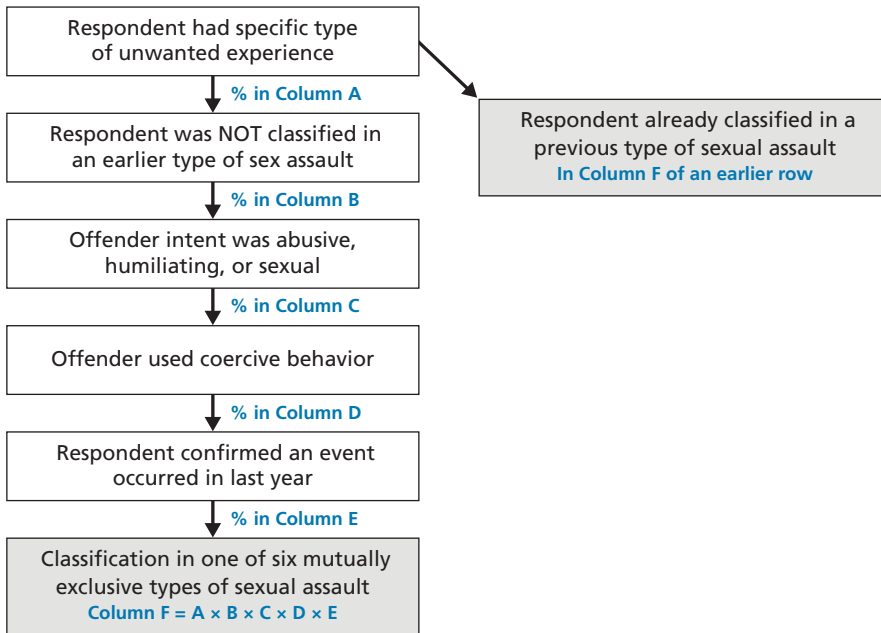 Respondent had specific type
of unwanted experience
% in Column A
Respondent already classified in a
previous type of sexual assault
In Column F of an earlier row
Respondent was NOT classified in
an earlier type of sex assault
% in Column B
Offender intent was abusive,
humiliating, or sexual
% in Column C
Offender used coercive behavior
% in Column D
Respondent confirmed an event
occurred in last year
% in Column E
Classification in one of six mutually
exclusive types of sexual assault
Column F = A × B × C × D × E